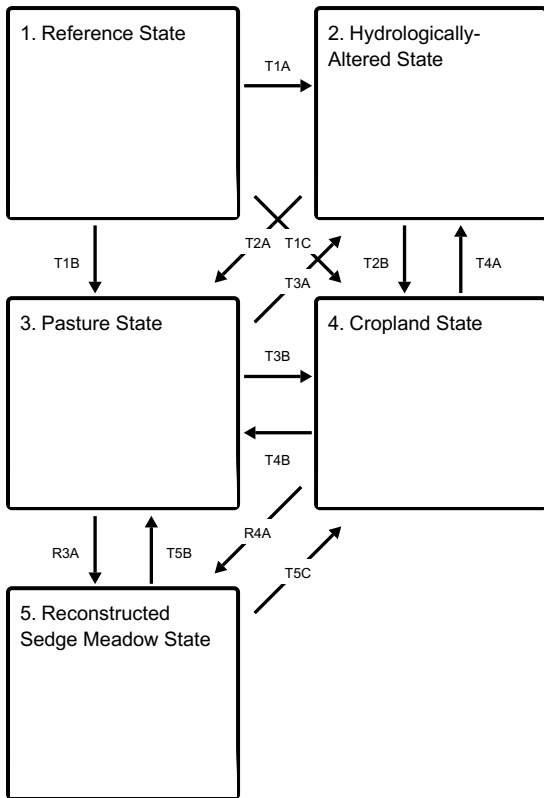 1. Reference State
2. Hydrologically-
Altered State
T1A
T2A
T1C
T1B
T3A
T2B
T4A
3. Pasture State
4. Cropland State
T3B
T4B
R3A
T5B
R4A
T5C
5. Reconstructed
Sedge Meadow State